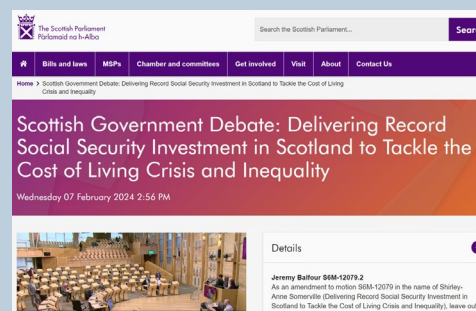 The Scottish Parliament
Pàrlamaid na h-Alba
Search the Scottish Parliament...
Sear
Bills and laws MSPs Chamber and committees Get involved Visit About Contact Us
Home > Scottish Government Debate: Delivering Record Social Security Investment in Scotland to Tackle the Cost of Living
Crisis and Inequality
Scottish Government Debate: Delivering Record
Social Security Investment in Scotland to Tackle the
Cost of Living Crisis and Inequality
Wednesday 07 February 2024 2:56 PM
Details
Jeremy Balfour S6M-12079.2
As an amendment to motion S6M-12079 in the name of Shirley-
Anne Somerville (Delivering Record Social Security Investment in
Scotland to Tackle the Cost of Living Crisis and Inequality), leave out